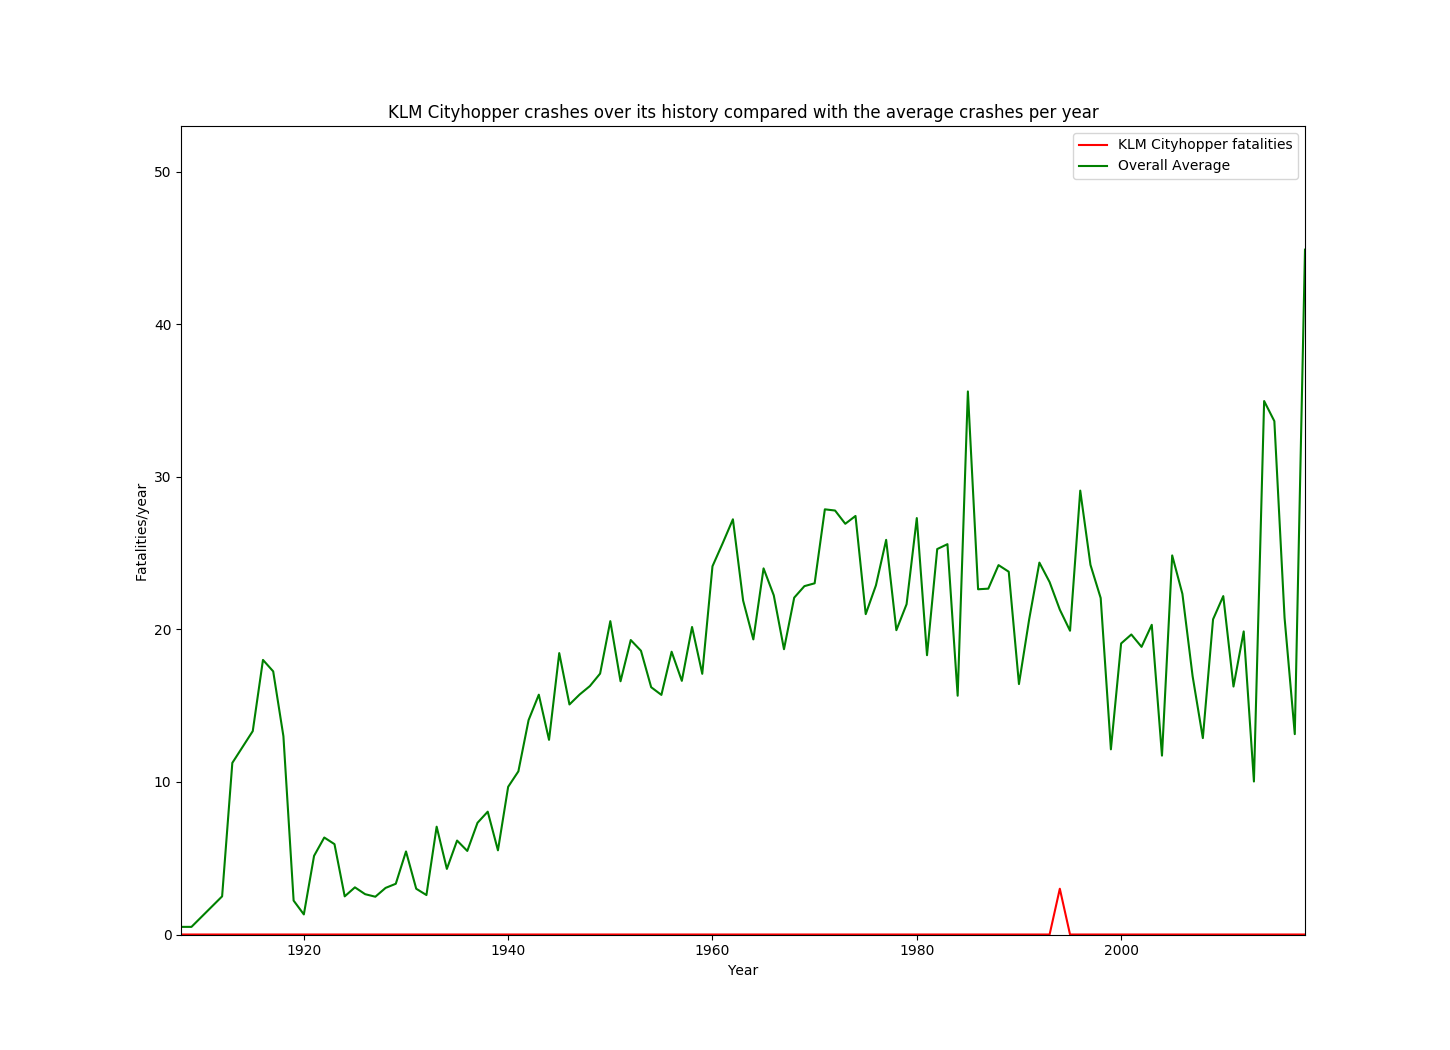 KLM Cityhopper crashes over its history compared with the average crashes per year
KLM Cityhopper fatalities
Overall Average
50
40
30
20
10
0
Fatalities/year
1920 1940 1960 1980 2000
Year